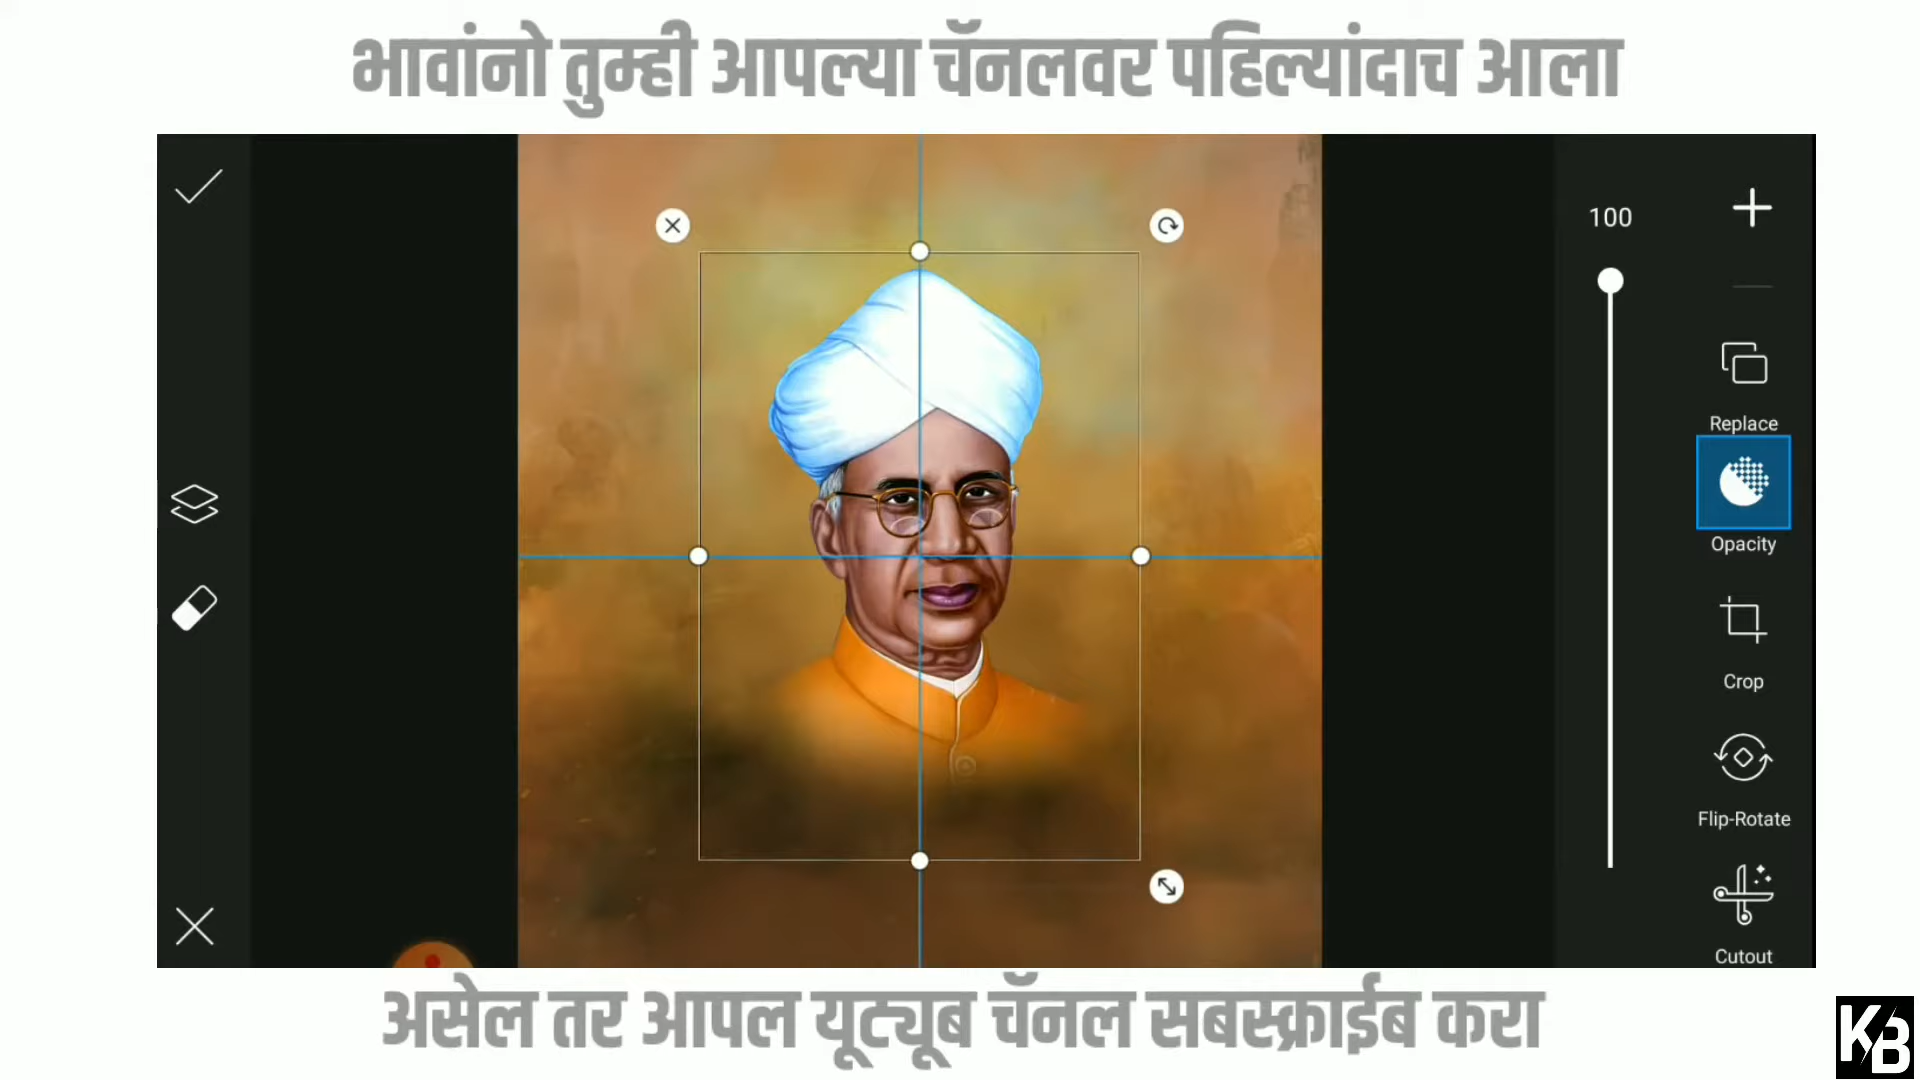 भावांनो तुम्ही आपल्या चॅनलवर पहिल्यांदाच आला
100
Replace
Opacity
Crop
Flip-Rotate
Cutout
असेल तर आपल यूट्यूब चॅनल सबस्क्राईब करा
KB